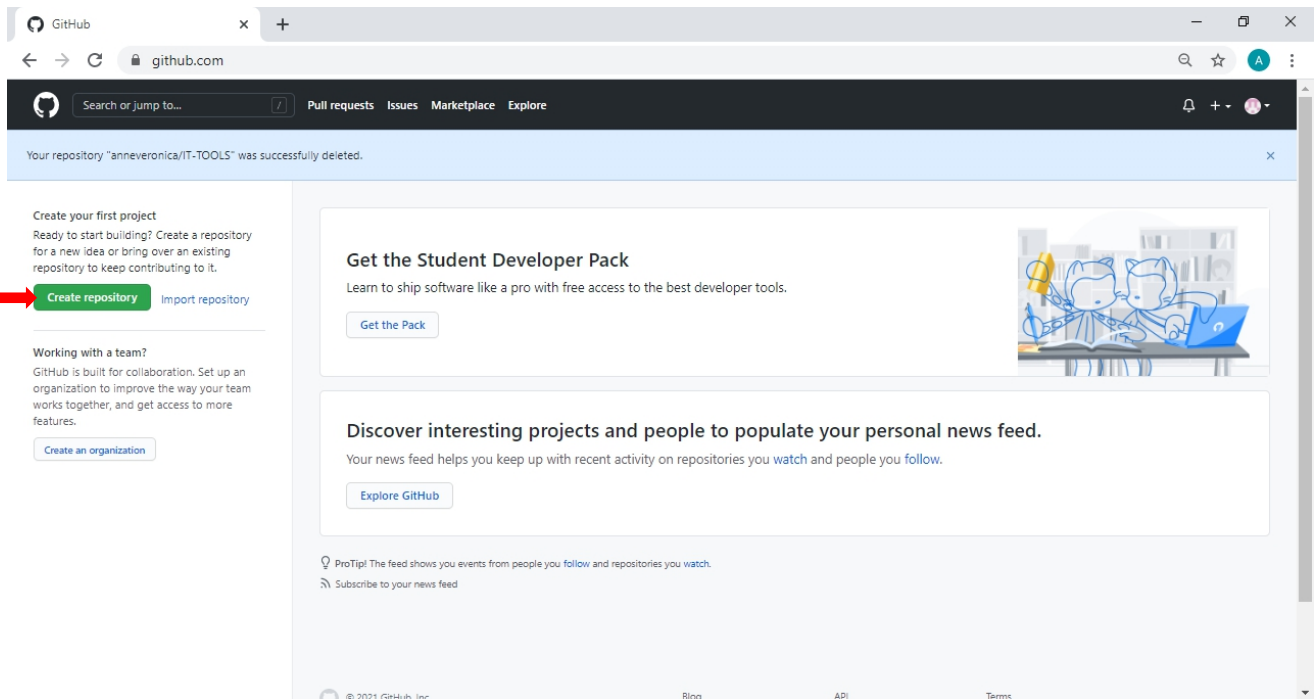 GitHub
github.com
A
Search or jump to...
/
Pull requests Issues Marketplace Explore
Your repository "anneveronica/IT-TOOLS" was successfully deleted.
Create your first project
Ready to start building? Create a repository
for a new idea or bring over an existing
repository to keep contributing to it.
Create repository Import repository
Working with a team?
GitHub is built for collaboration. Set up an
organization to improve the way your team
works together, and get access to more
features.
Create an organization
Get the Student Developer Pack
Learn to ship software like a pro with free access to the best developer tools.
Get the Pack
Discover interesting projects and people to populate your personal news feed.
Your news feed helps you keep up with recent activity on repositories you watch and people you follow.
Explore GitHub
ProTip! The feed shows you events from people you follow and repositories you watch.
Subscribe to your news feed
© 2021 GitHub, Inc. Blog API Terms